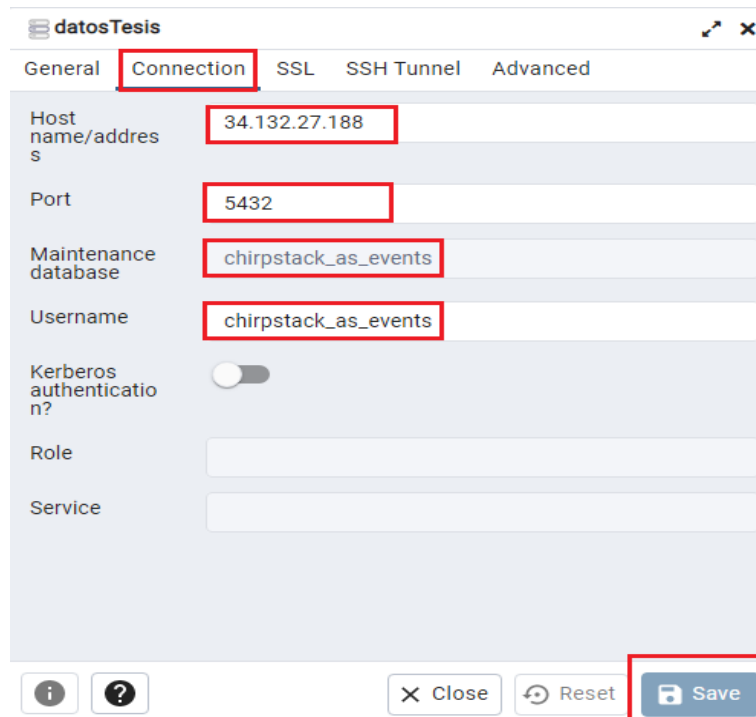 datosTesis
General Connection SSL SSH Tunnel Advanced
Host
name/addres
s
34.132.27.188
Port
5432
Maintenance
database
chirpstack_as_events
Username
chirpstack_as_events
Kerberos
authenticatio
n?
Role
Service
Close
Reset
Save